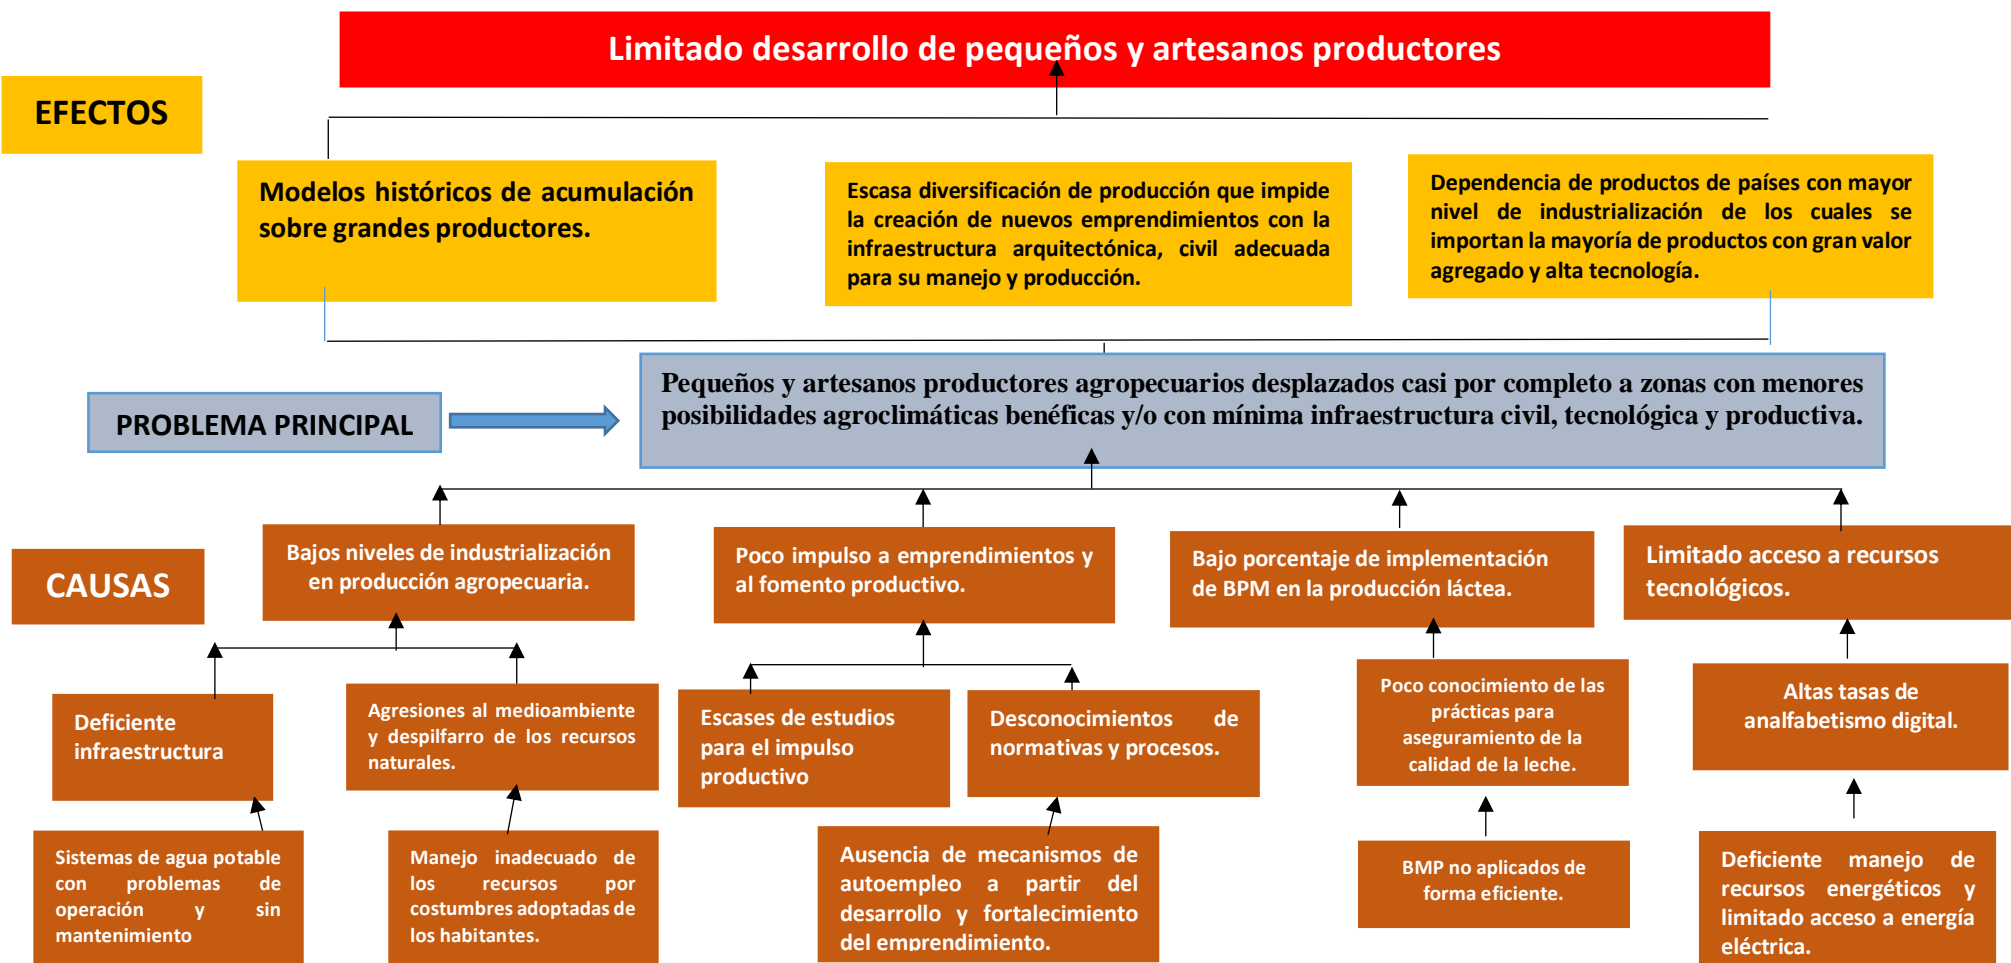 Limitado desarrollo de pequeños y artesanos productores
EFECTOS
Modelos históricos de acumulación
sobre grandes productores.
Escasa diversificación de producción que impide
la creación de nuevos emprendimientos con la
infraestructura arquitectónica, civil adecuada
para su manejo y producción.
Dependencia de productos de países con mayor
nivel de industrialización de los cuales se
importan la mayoría de productos con gran valor
agregado y alta tecnología.
PROBLEMA PRINCIPAL
Pequeños y artesanos productores agropecuarios desplazados casi por completo a zonas con menores
posibilidades agroclimáticas benéficas y/o con mínima infraestructura civil, tecnológica y productiva.
CAUSAS
Bajos niveles de industrialización
en producción agropecuaria.
Poco impulso a emprendimientos y
al fomento productivo.
Bajo porcentaje de implementación
de BPM en la producción láctea.
Limitado acceso a recursos
tecnológicos.
Deficiente
infraestructura
Agresiones al medioambiente
y despilfarro de los recursos
naturales.
Escases de estudios
para el impulso
productivo
Desconocimientos de
normativas y procesos.
Poco conocimiento de las
prácticas para
aseguramiento de la
calidad de la leche.
Altas tasas de
analfabetismo digital.
Sistemas de agua potable
con problemas de
operación y sin
mantenimiento
Manejo inadecuado de
los recursos por
costumbres adoptadas de
los habitantes.
Ausencia de mecanismos de
autoempleo a partir del
desarrollo y fortalecimiento
del emprendimiento.
BMP no aplicados de
forma eficiente.
Deficiente manejo de
recursos energéticos y
limitado acceso a energía
eléctrica.